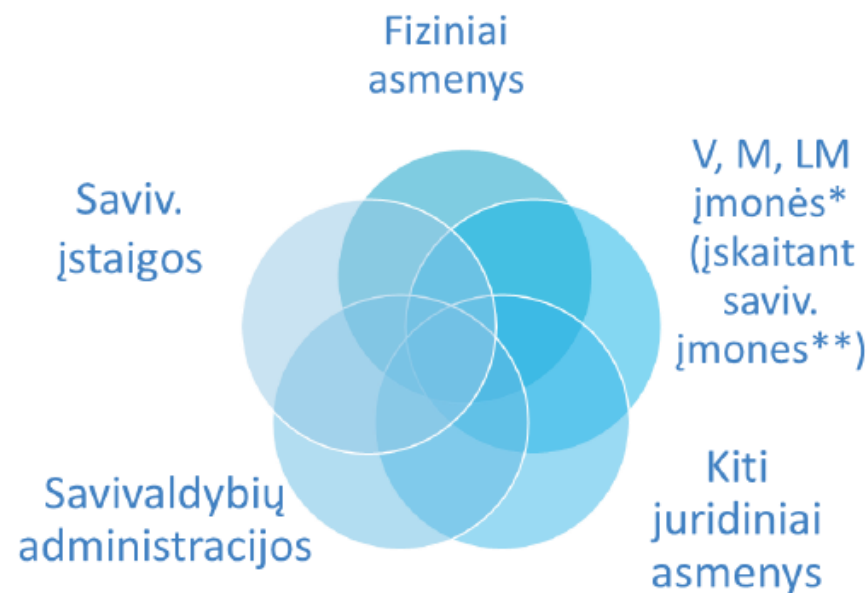 Fiziniai
asmenys
V, M, LM
įmonės*
(įskaitant
saviv.
įmones**)
Kiti
juridiniai
asmenys
Savivaldybių
administracijos
Saviv.
įstaigos